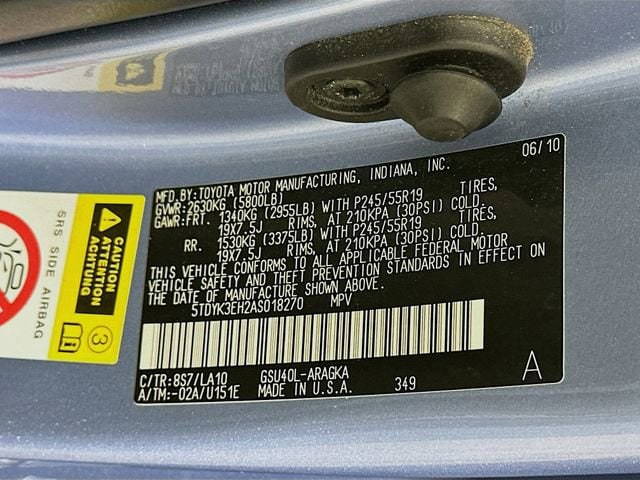 06/10
MFD.BY:TOYOTA MOTOR MANUFACTURING, INDIANA, INC.
GVWR:2630KG (5800LB)
GAWR:FRT. 1340KG (2955LB) WITH P245/55R19 TIRES,
19X7.5J RIMS, AT 210KPA (30PSI) COLD.
RR. 1530KG (3375LB) WITH P245/55R19 TIRES,
19X7.5J RIMS, AT 210KPA (30PSI) COLD.
THIS VEHICLE CONFORMS TO ALL APPLICABLE FEDERAL MOTOR
VEHICLE SAFETY AND THEFT PREVENTION STANDARDS IN EFFECT ON
THE DATE OF MANUFACTURE SHOWN ABOVE.
5TDYK3EH2AS018270 MPV
C/TR:8S7/LA10 GSU40L-ARAGKA
A/TM:-02A/U151E MADE IN U.S.A. 349
A
SRS SIDE AIRBAG
CAUTION
ATTENTION
ACHTUNG
3